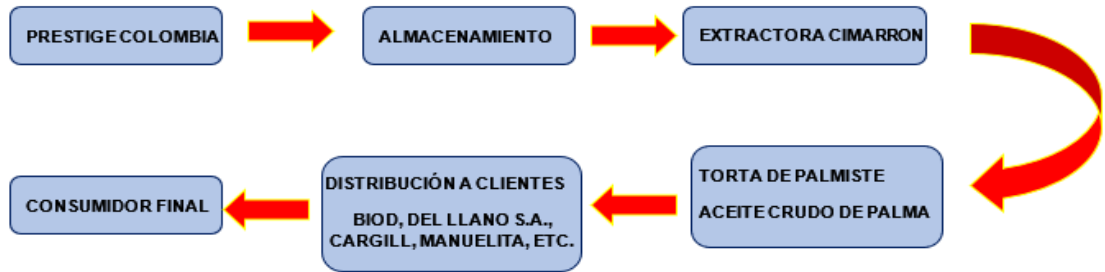 PRESTIGE COLOMBIA
ALMACENAMIENTO
EXTRACTORA CIMARRON
TORTA DE PALMISTE
ACEITE CRUDO DE PALMA
DISTRIBUCIÓN A CLIENTES
BIOD, DEL LLANO S.A.,
CARGILL, MANUELITA, ETC.
CONSUMIDOR FINAL